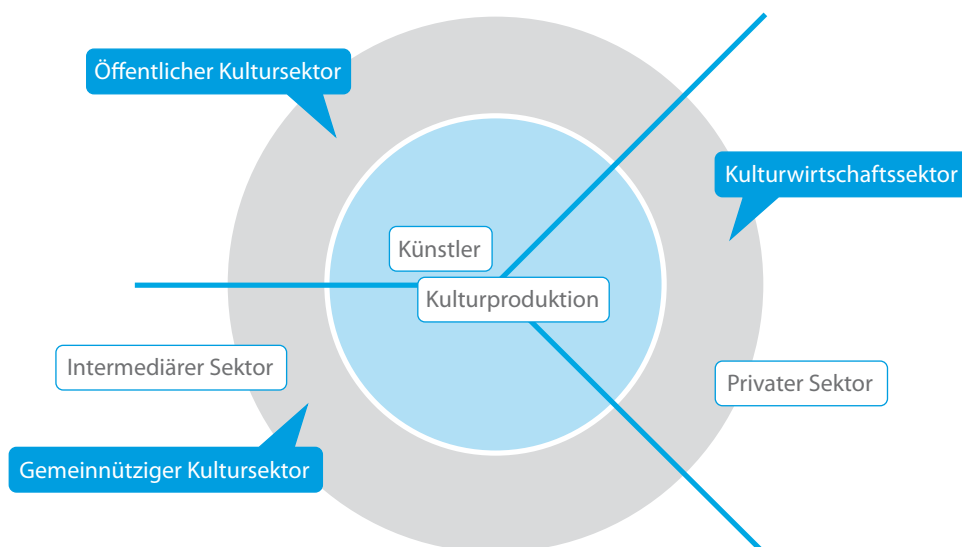 Öffentlicher Kultursektor
Kulturwirtschaftssektor
Künstler
Kulturproduktion
Intermediärer Sektor
Privater Sektor
Gemeinnütziger Kultursektor